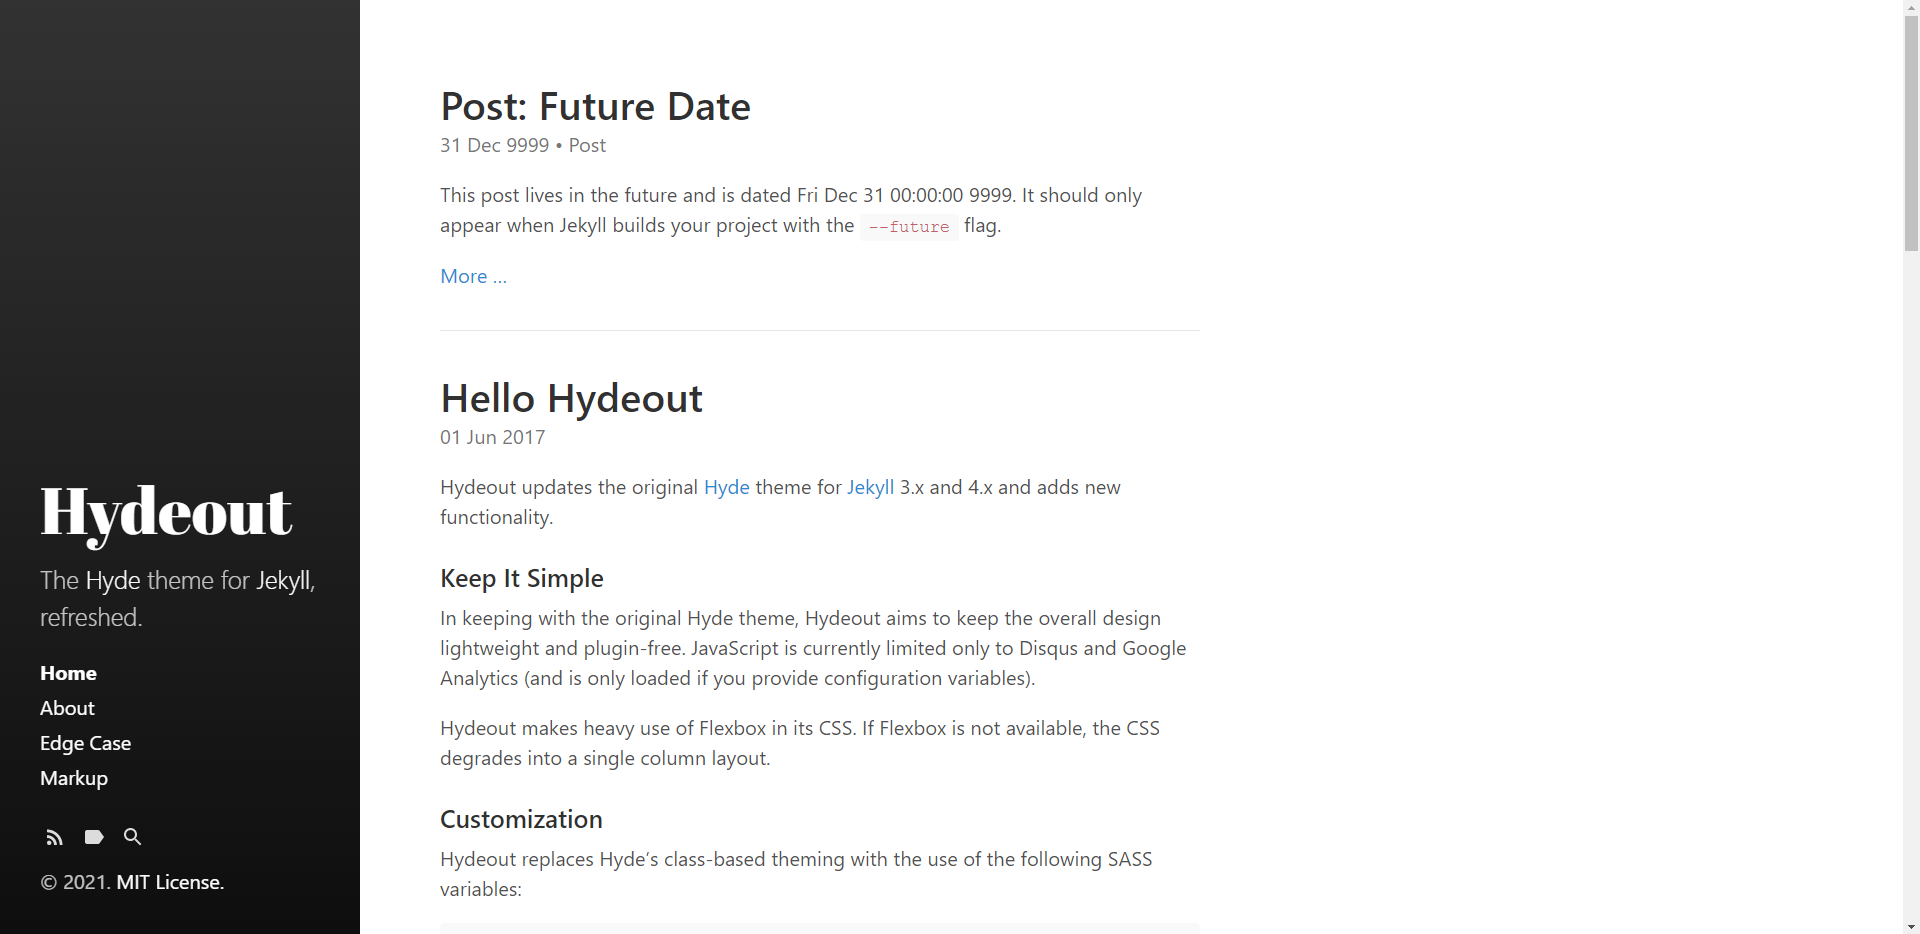 Hydeout
The Hyde theme for Jekyll,
refreshed.
Home
About
Edge Case
Markup
© 2021. MIT License.
Post: Future Date
31 Dec 9999 • Post
This post lives in the future and is dated Fri Dec 31 00:00:00 9999. It should only
appear when Jekyll builds your project with the --future flag.
More …
Hello Hydeout
01 Jun 2017
Hydeout updates the original Hyde theme for Jekyll 3.x and 4.x and adds new
functionality.
Keep It Simple
In keeping with the original Hyde theme, Hydeout aims to keep the overall design
lightweight and plugin-free. JavaScript is currently limited only to Disqus and Google
Analytics (and is only loaded if you provide configuration variables).
Hydeout makes heavy use of Flexbox in its CSS. If Flexbox is not available, the CSS
degrades into a single column layout.
Customization
Hydeout replaces Hyde’s class-based theming with the use of the following SASS
variables: